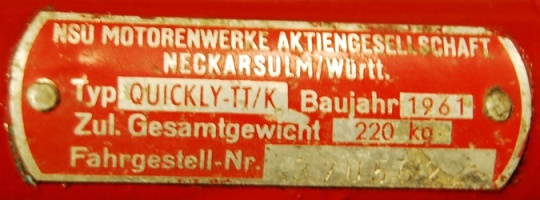 NSU MOTORENWERKE AKTIENGESELLSCHAFT
NECKARSULM/Württ.
Typ QUICKLY-TT/K Baujahr 1961
Zul. Gesamtgewicht 220 kg
Fahrgestell-Nr.